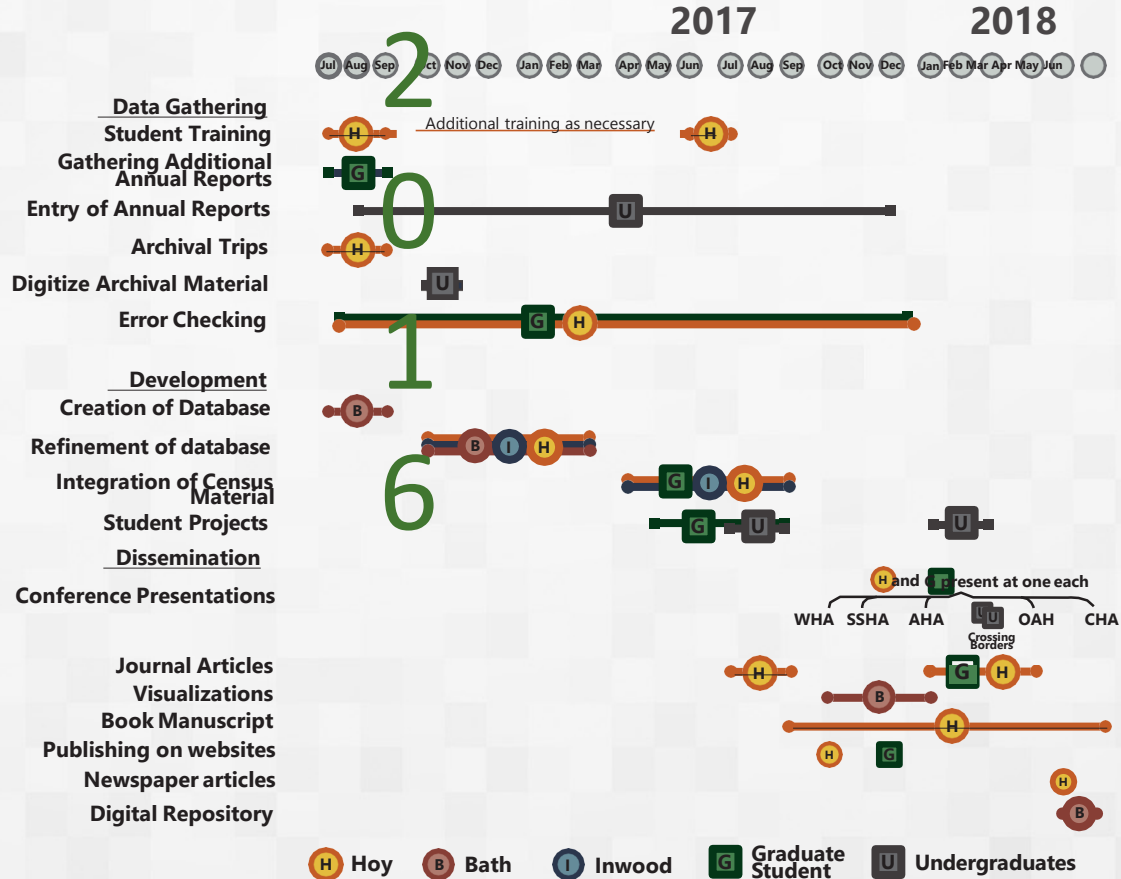 2017 2018
2
0
1
6
Jul Aug Sep Oct Nov Dec Jan Feb Mar Apr May Jun Jul Aug Sep Oct Nov Dec Jan Feb Mar Apr May Jun
Data Gathering
Student Training H Additional training as necessary H
Gathering Additional
Annual Reports G
Entry of Annual Reports U
Archival Trips H
Digitize Archival Material U
Error Checking G H
Development
Creation of Database B
Refinement of database B I H
Integration of Census
Material G I H
Student Projects G U U
Dissemination
H and G present at one each
Conference Presentations
WHA SSHA AHA U U OAH CHA
Crossing
Borders
Journal Articles H G H
Visualizations B
Book Manuscript H
Publishing on websites H G
Newspaper articles H
Digital Repository B
H Hoy B Bath I Inwood G Graduate
Student U Undergraduates